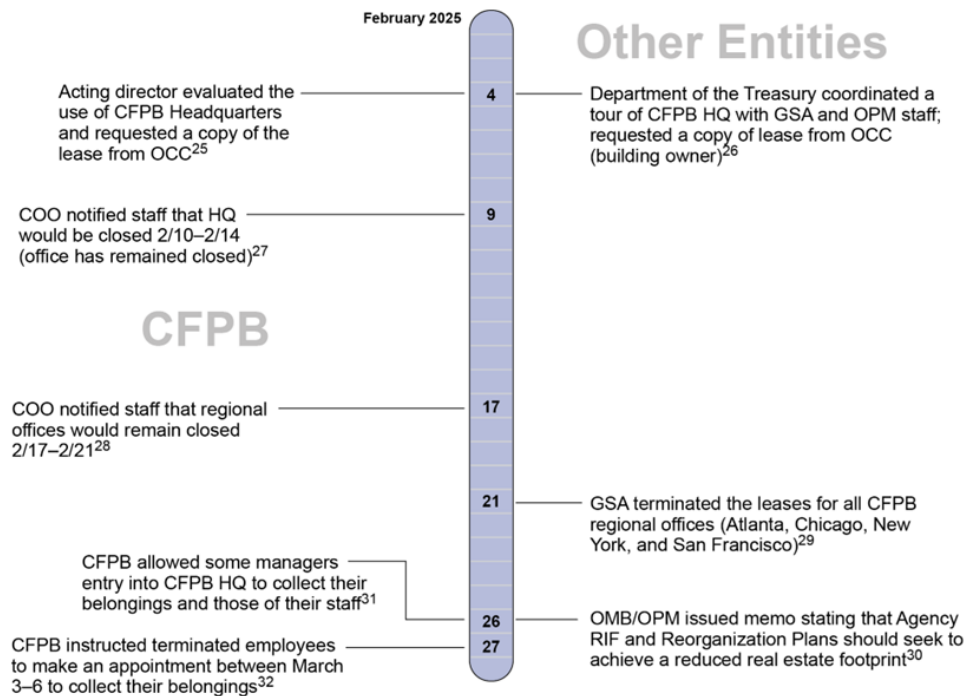 February 2025
Other Entities
Acting director evaluated the
use of CFPB Headquarters
and requested a copy of the
lease from OCC25
4
Department of the Treasury coordinated a
tour of CFPB HQ with GSA and OPM staff;
requested a copy of lease from OCC
(building owner)26
COO notified staff that HQ
would be closed 2/10–2/14
(office has remained closed)27
9
CFPB
COO notified staff that regional
offices would remain closed
2/17–2/2128
17
21
GSA terminated the leases for all CFPB
regional offices (Atlanta, Chicago, New
York, and San Francisco)29
CFPB allowed some managers
entry into CFPB HQ to collect their
belongings and those of their staff31
26
OMB/OPM issued memo stating that Agency
RIF and Reorganization Plans should seek to
achieve a reduced real estate footprint30
CFPB instructed terminated employees
to make an appointment between March
3–6 to collect their belongings32
27